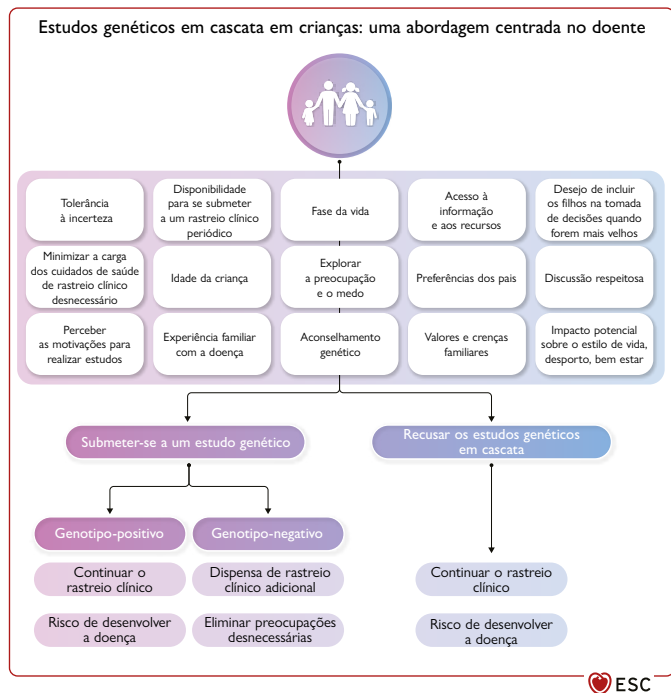 Estudos genéticos em cascata em crianças: uma abordagem centrada no doente
Tolerância
à incerteza
Disponibilidade
para se submeter
a um rastreio clínico
periódico
Fase da vida
Acesso à
informação
e aos recursos
Desejo de incluir
os filhos na tomada
de decisões quando
forem mais velhos
Minimizar a carga
dos cuidados de saúde
de rastreio clínico
desnecessário
Idade da criança
Explorar
a preocupação
e o medo
Preferências dos pais
Discussão respeitosa
Perceber
as motivações para
realizar estudos
Experiência familiar
com a doença
Aconselhamento
genético
Valores e crenças
familiares
Impacto potencial
sobre o estilo de vida,
desporto, bem estar
Submeter-se a um estudo genético
Recusar os estudos genéticos
em cascata
Genotipo-positivo
Genotipo-negativo
Continuar o
rastreio clínico
Dispensa de rastreio
clínico adicional
Continuar o rastreio
clínico
Risco de desenvolver
a doença
Eliminar preocupações
desnecessárias
Risco de desenvolver
a doença
ESC